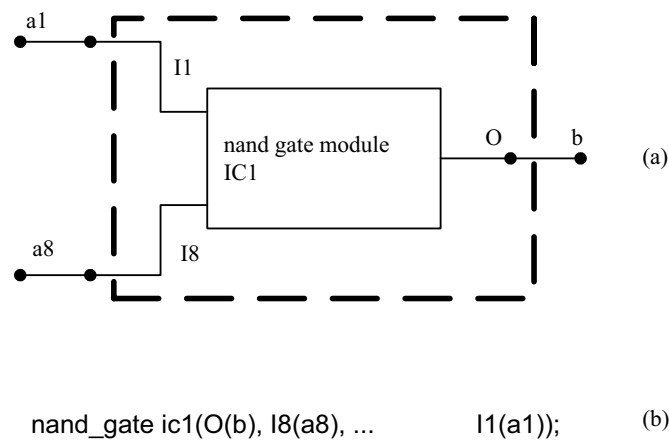 a1
I1
nand gate module
IC1
O
b
(a)
I8
a8
nand_gate ic1(O(b), I8(a8), ... I1(a1)); (b)